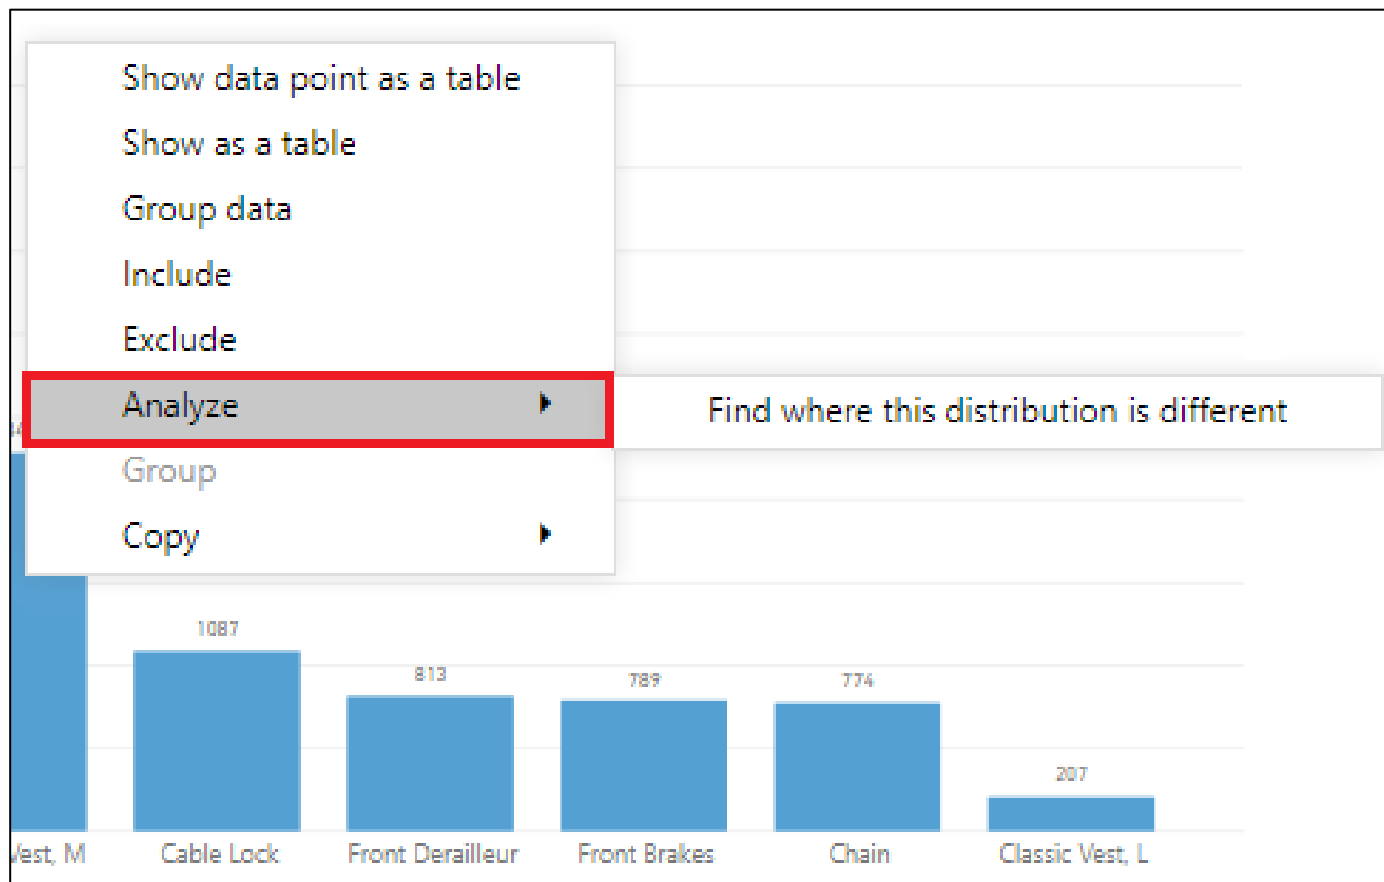 Show data point as a table
Show as a table
Group data
Include
Exclude
Analyze
Find where this distribution is different
Group
Copy
1087
813
789
774
207
Vest, M
Cable Lock
Front Derailleur
Front Brakes
Chain
Classic Vest, L